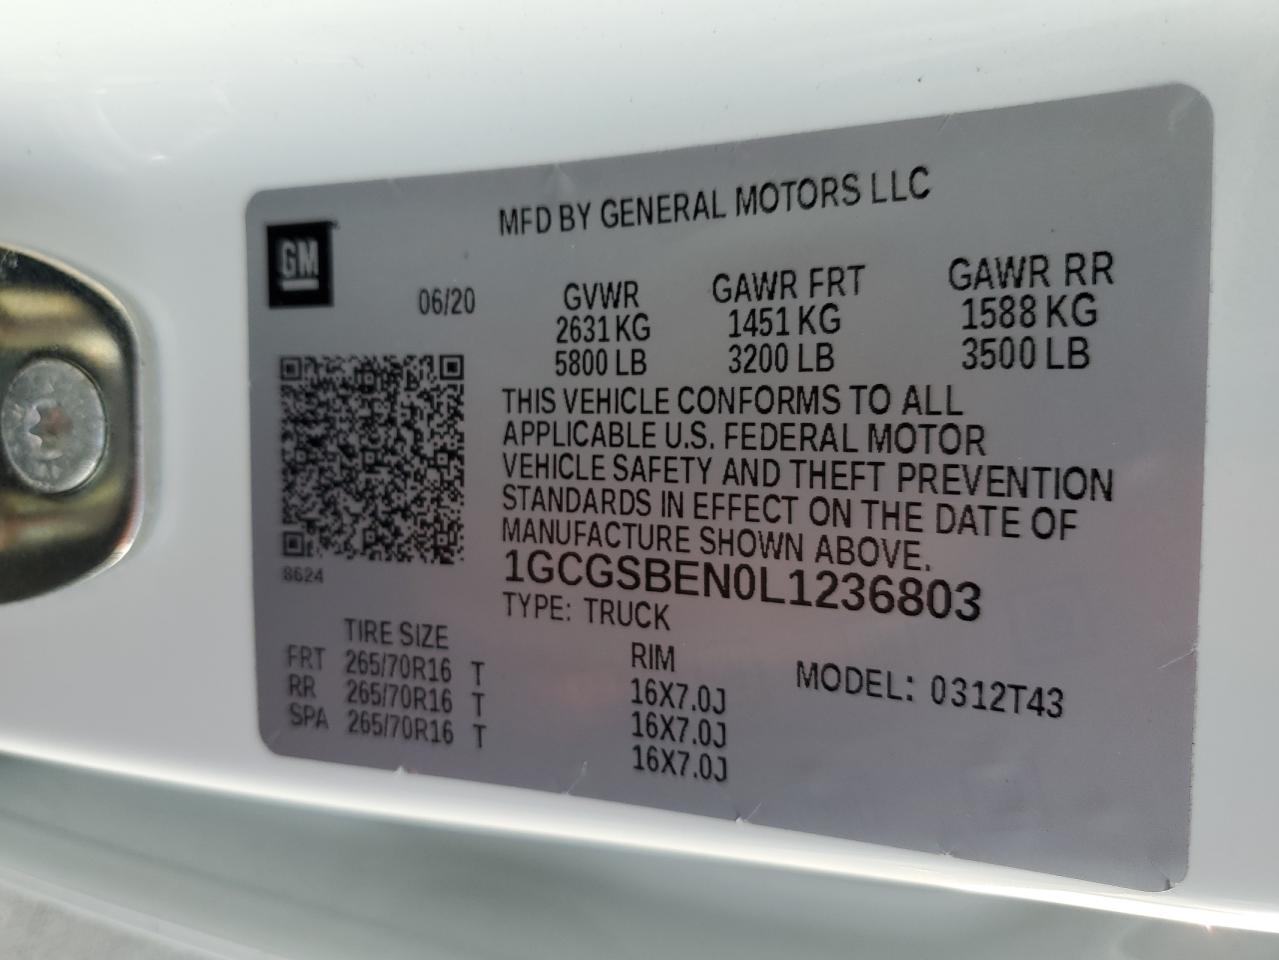 MFD BY GENERAL MOTORS LLC
GM
06/20
GVWR
2631 KG
5800 LB
GAWR FRT
1451 KG
3200 LB
GAWR RR
1588 KG
3500 LB
THIS VEHICLE CONFORMS TO ALL
APPLICABLE U.S. FEDERAL MOTOR
VEHICLE SAFETY AND THEFT PREVENTION
STANDARDS IN EFFECT ON THE DATE OF
MANUFACTURE SHOWN ABOVE.
1GCGSBEN0L1236803
TYPE: TRUCK
8624
TIRE SIZE
RIM
MODEL: 0312T43
FRT 265/70R16 T 16X7.0J
RR 265/70R16 T 16X7.0J
SPA 265/70R16 T 16X7.0J